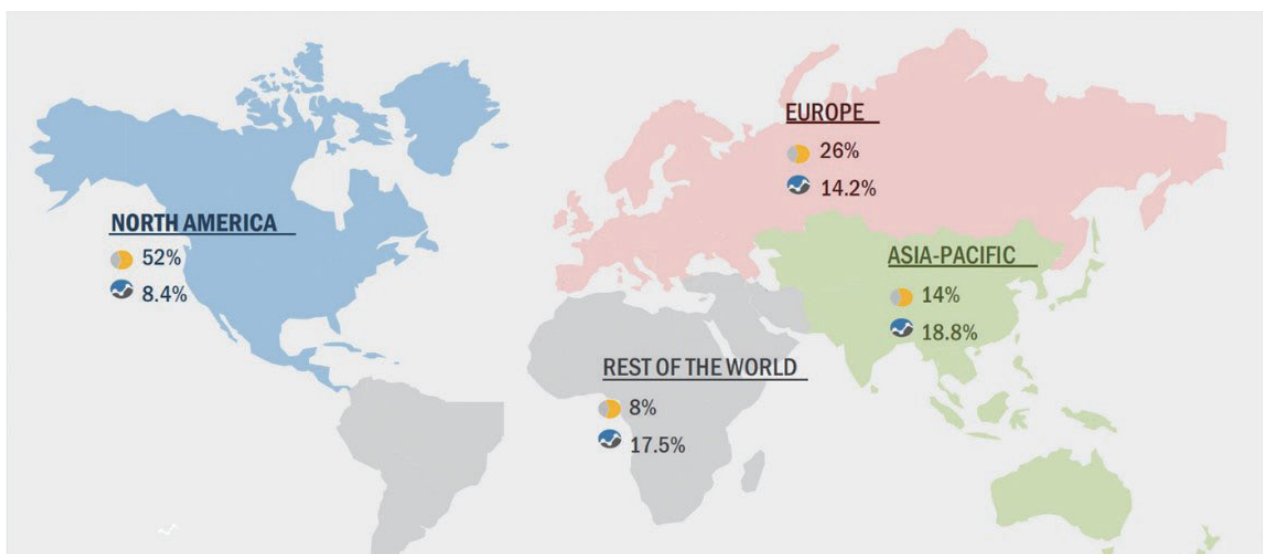 NORTH AMERICA
52%
8.4%
EUROPE
26%
14.2%
ASIA-PACIFIC
14%
18.8%
REST OF THE WORLD
8%
17.5%